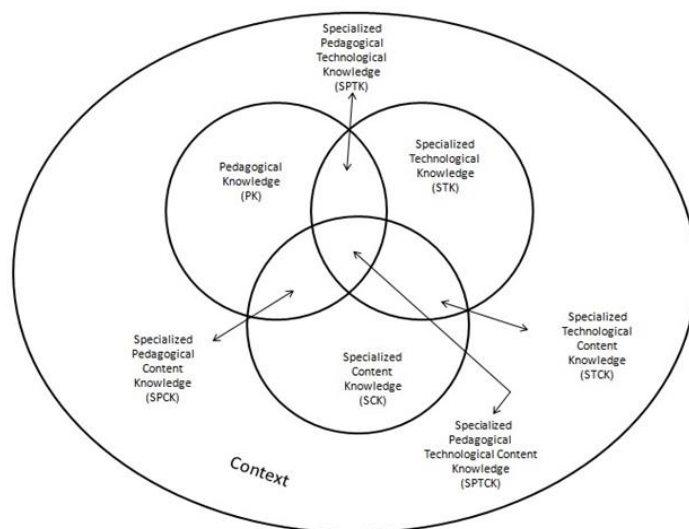 Specialized
Pedagogical
Technological
Knowledge
(SPTK)
Pedagogical
Knowledge
(PK)
Specialized
Technological
Knowledge
(STK)
Specialized
Pedagogical
Content
Knowledge
(SPCK)
Specialized
Content
Knowledge
(SCK)
Specialized
Technological
Content
Knowledge
(STCK)
Specialized
Pedagogical
Technological Content
Knowledge
(SPTCK)
Context